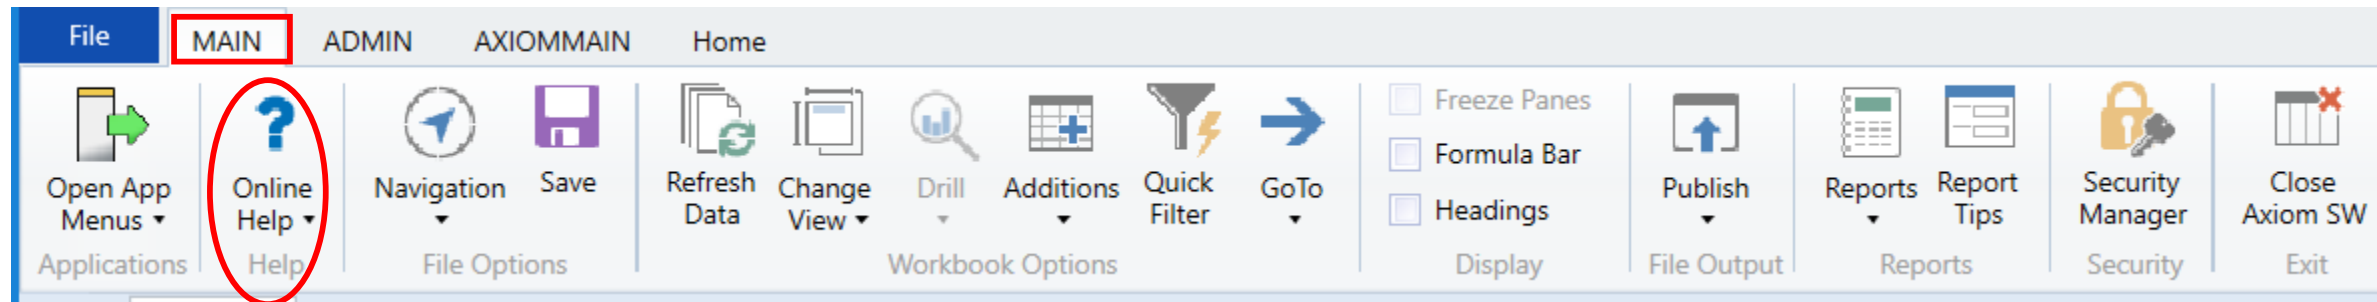 File MAIN ADMIN AXIOMMAIN Home
Open App Menus
Online Help
Navigation
Save
Refresh Data
Change View
Drill
Additions
Quick Filter
GoTo
Freeze Panes
Formula Bar
Headings
Publish
Reports
Report Tips
Security Manager
Close Axiom SW
Applications Help File Options Workbook Options Display File Output Reports Security Exit